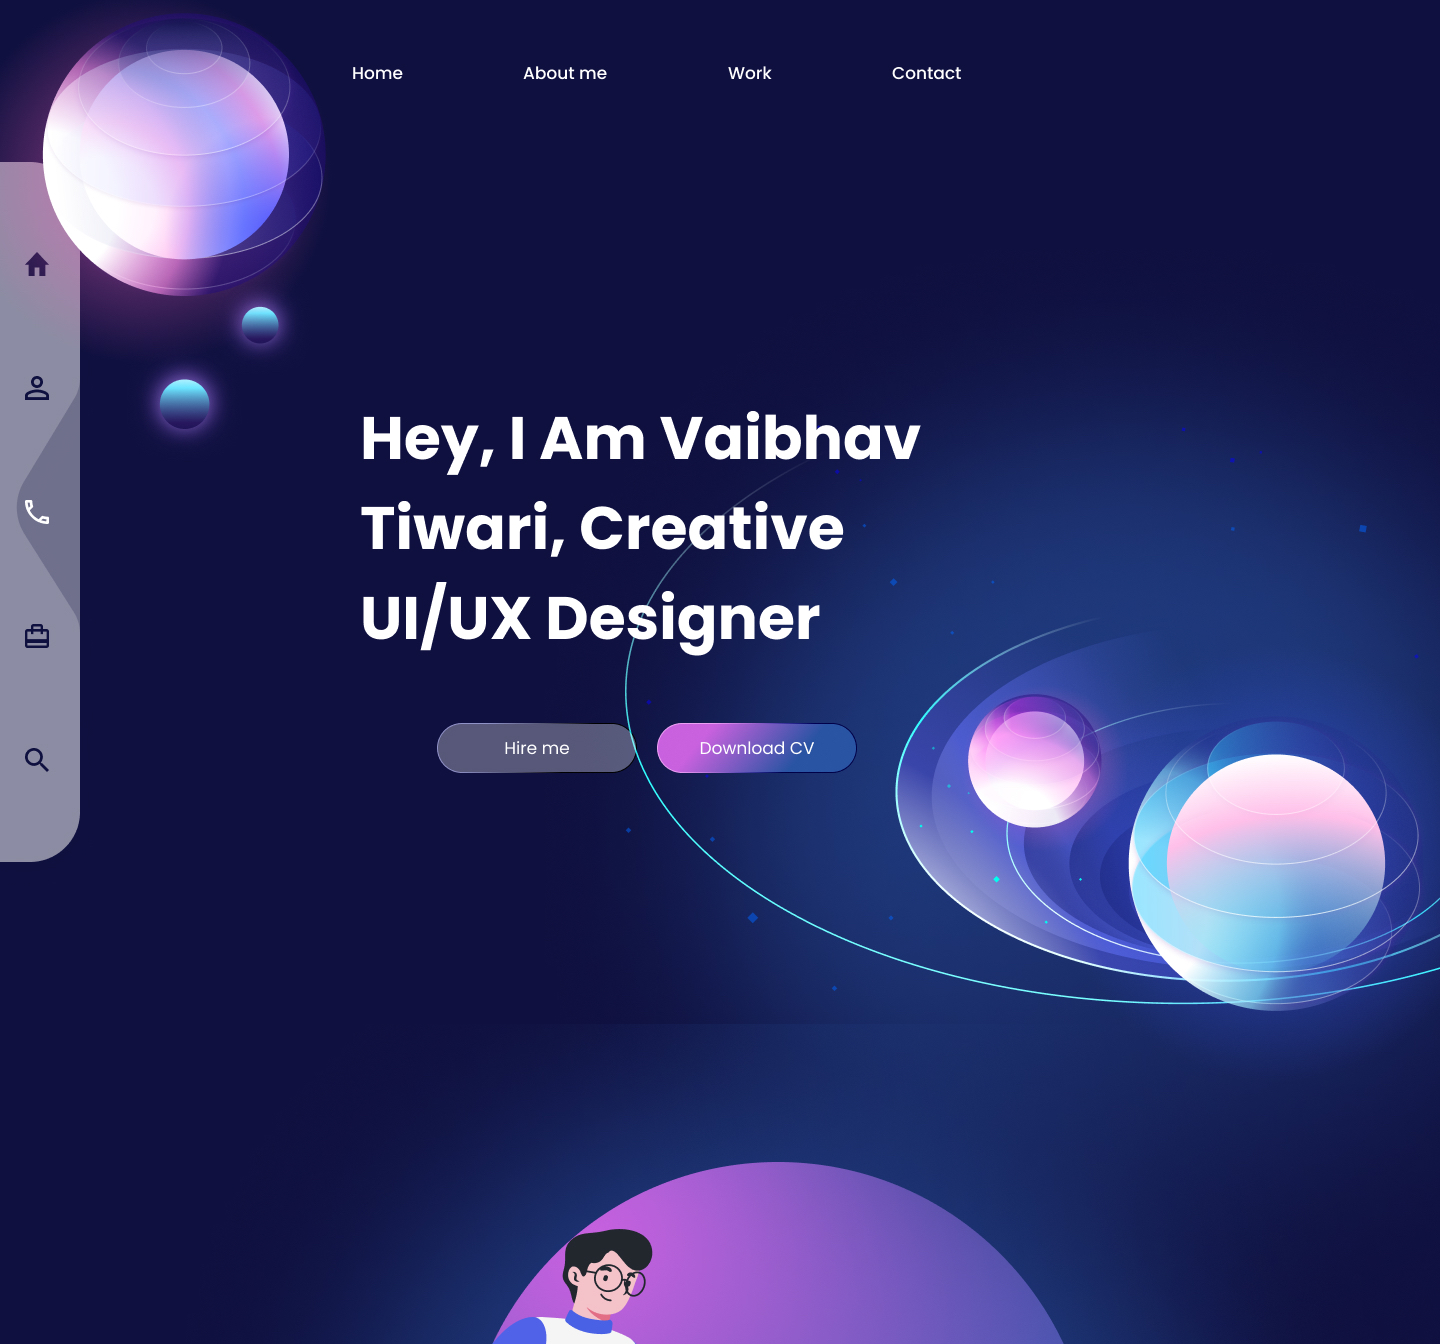 Home
About me
Work
Contact
Hey, I Am Vaibhav
Tiwari, Creative
UI/UX Designer
Hire me
Download CV